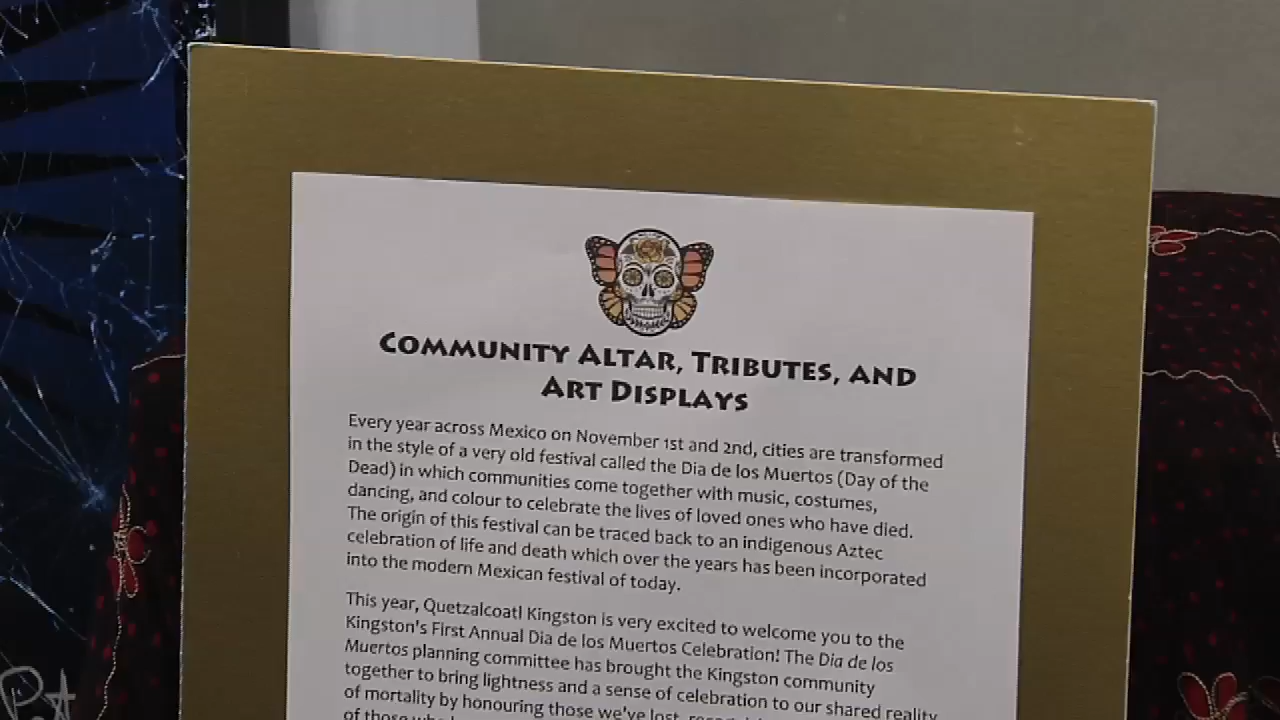 COMMUNITY ALTAR, TRIBUTES, AND
ART DISPLAYS
Every year across Mexico on November 1st and 2nd, cities are transformed
in the style of a very old festival called the Dia de los Muertos (Day of the
Dead) in which communities come together with music, costumes,
dancing, and colour to celebrate the lives of loved ones who have died.
The origin of this festival can be traced back to an indigenous Aztec
celebration of life and death which over the years has been incorporated
into the modern Mexican festival of today.
This year, Quetzalcoatl Kingston is very excited to welcome you to the
Kingston's First Annual Dia de los Muertos Celebration! The Dia de los
Muertos planning committee has brought the Kingston community
together to bring lightness and a sense of celebration to our shared reality
of mortality by honouring those we've lost,
of those who